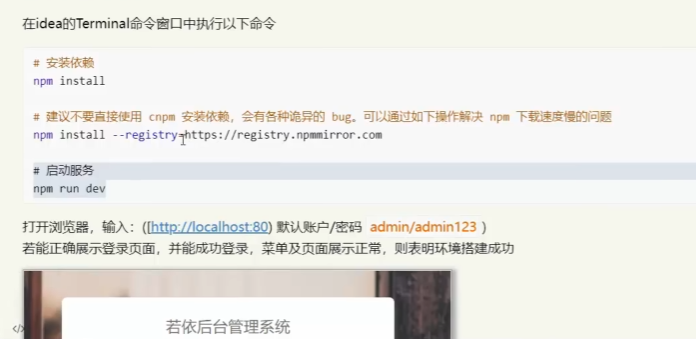 在idea的Terminal命令窗口中执行以下命令
# 安装依赖
npm install
# 建议不要直接使用 cnpm 安装依赖，会有各种诡异的 bug。可以通过如下操作解决 npm 下载速度慢的问题
npm install --registry=https://registry.npmmirror.com
# 启动服务
npm run dev
打开浏览器，输入：([http://localhost:80) 默认账户/密码 admin/admin123 ）
若能正确展示登录页面，并能成功登录，菜单及页面展示正常，则表明环境搭建成功
若依后台管理系统